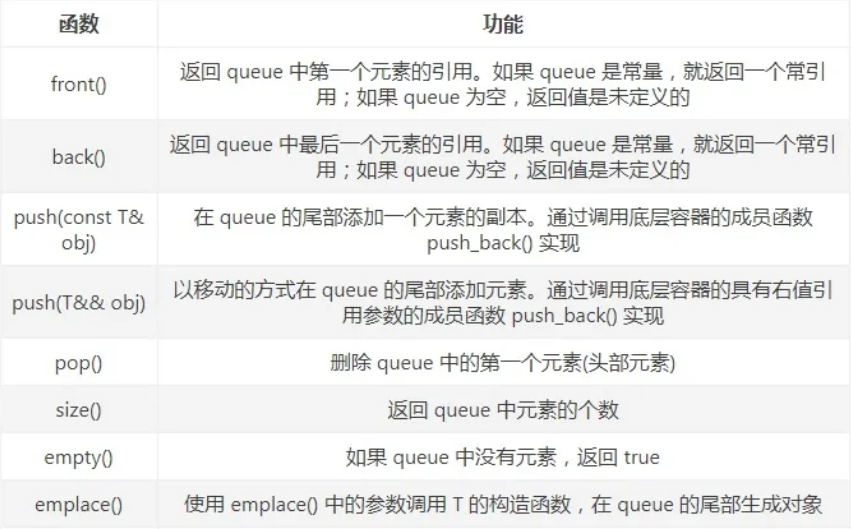 函数 功能
front() 返回 queue 中第一个元素的引用。如果 queue 是常量，就返回一个常引
用；如果 queue 为空，返回值是未定义的
back() 返回 queue 中最后一个元素的引用。如果 queue 是常量，就返回一个常引
用；如果 queue 为空，返回值是未定义的
push(const T&
obj)
在 queue 的尾部添加一个元素的副本。通过调用底层容器的成员函数
push_back() 实现
push(T&& obj) 以移动的方式在 queue 的尾部添加元素。通过调用底层容器的具有右值引
用参数的成员函数 push_back() 实现
pop() 删除 queue 中的第一个元素(头部元素)
size() 返回 queue 中元素的个数
empty() 如果 queue 中没有元素，返回 true
emplace() 使用 emplace() 中的参数调用 T 的构造函数，在 queue 的尾部生成对象